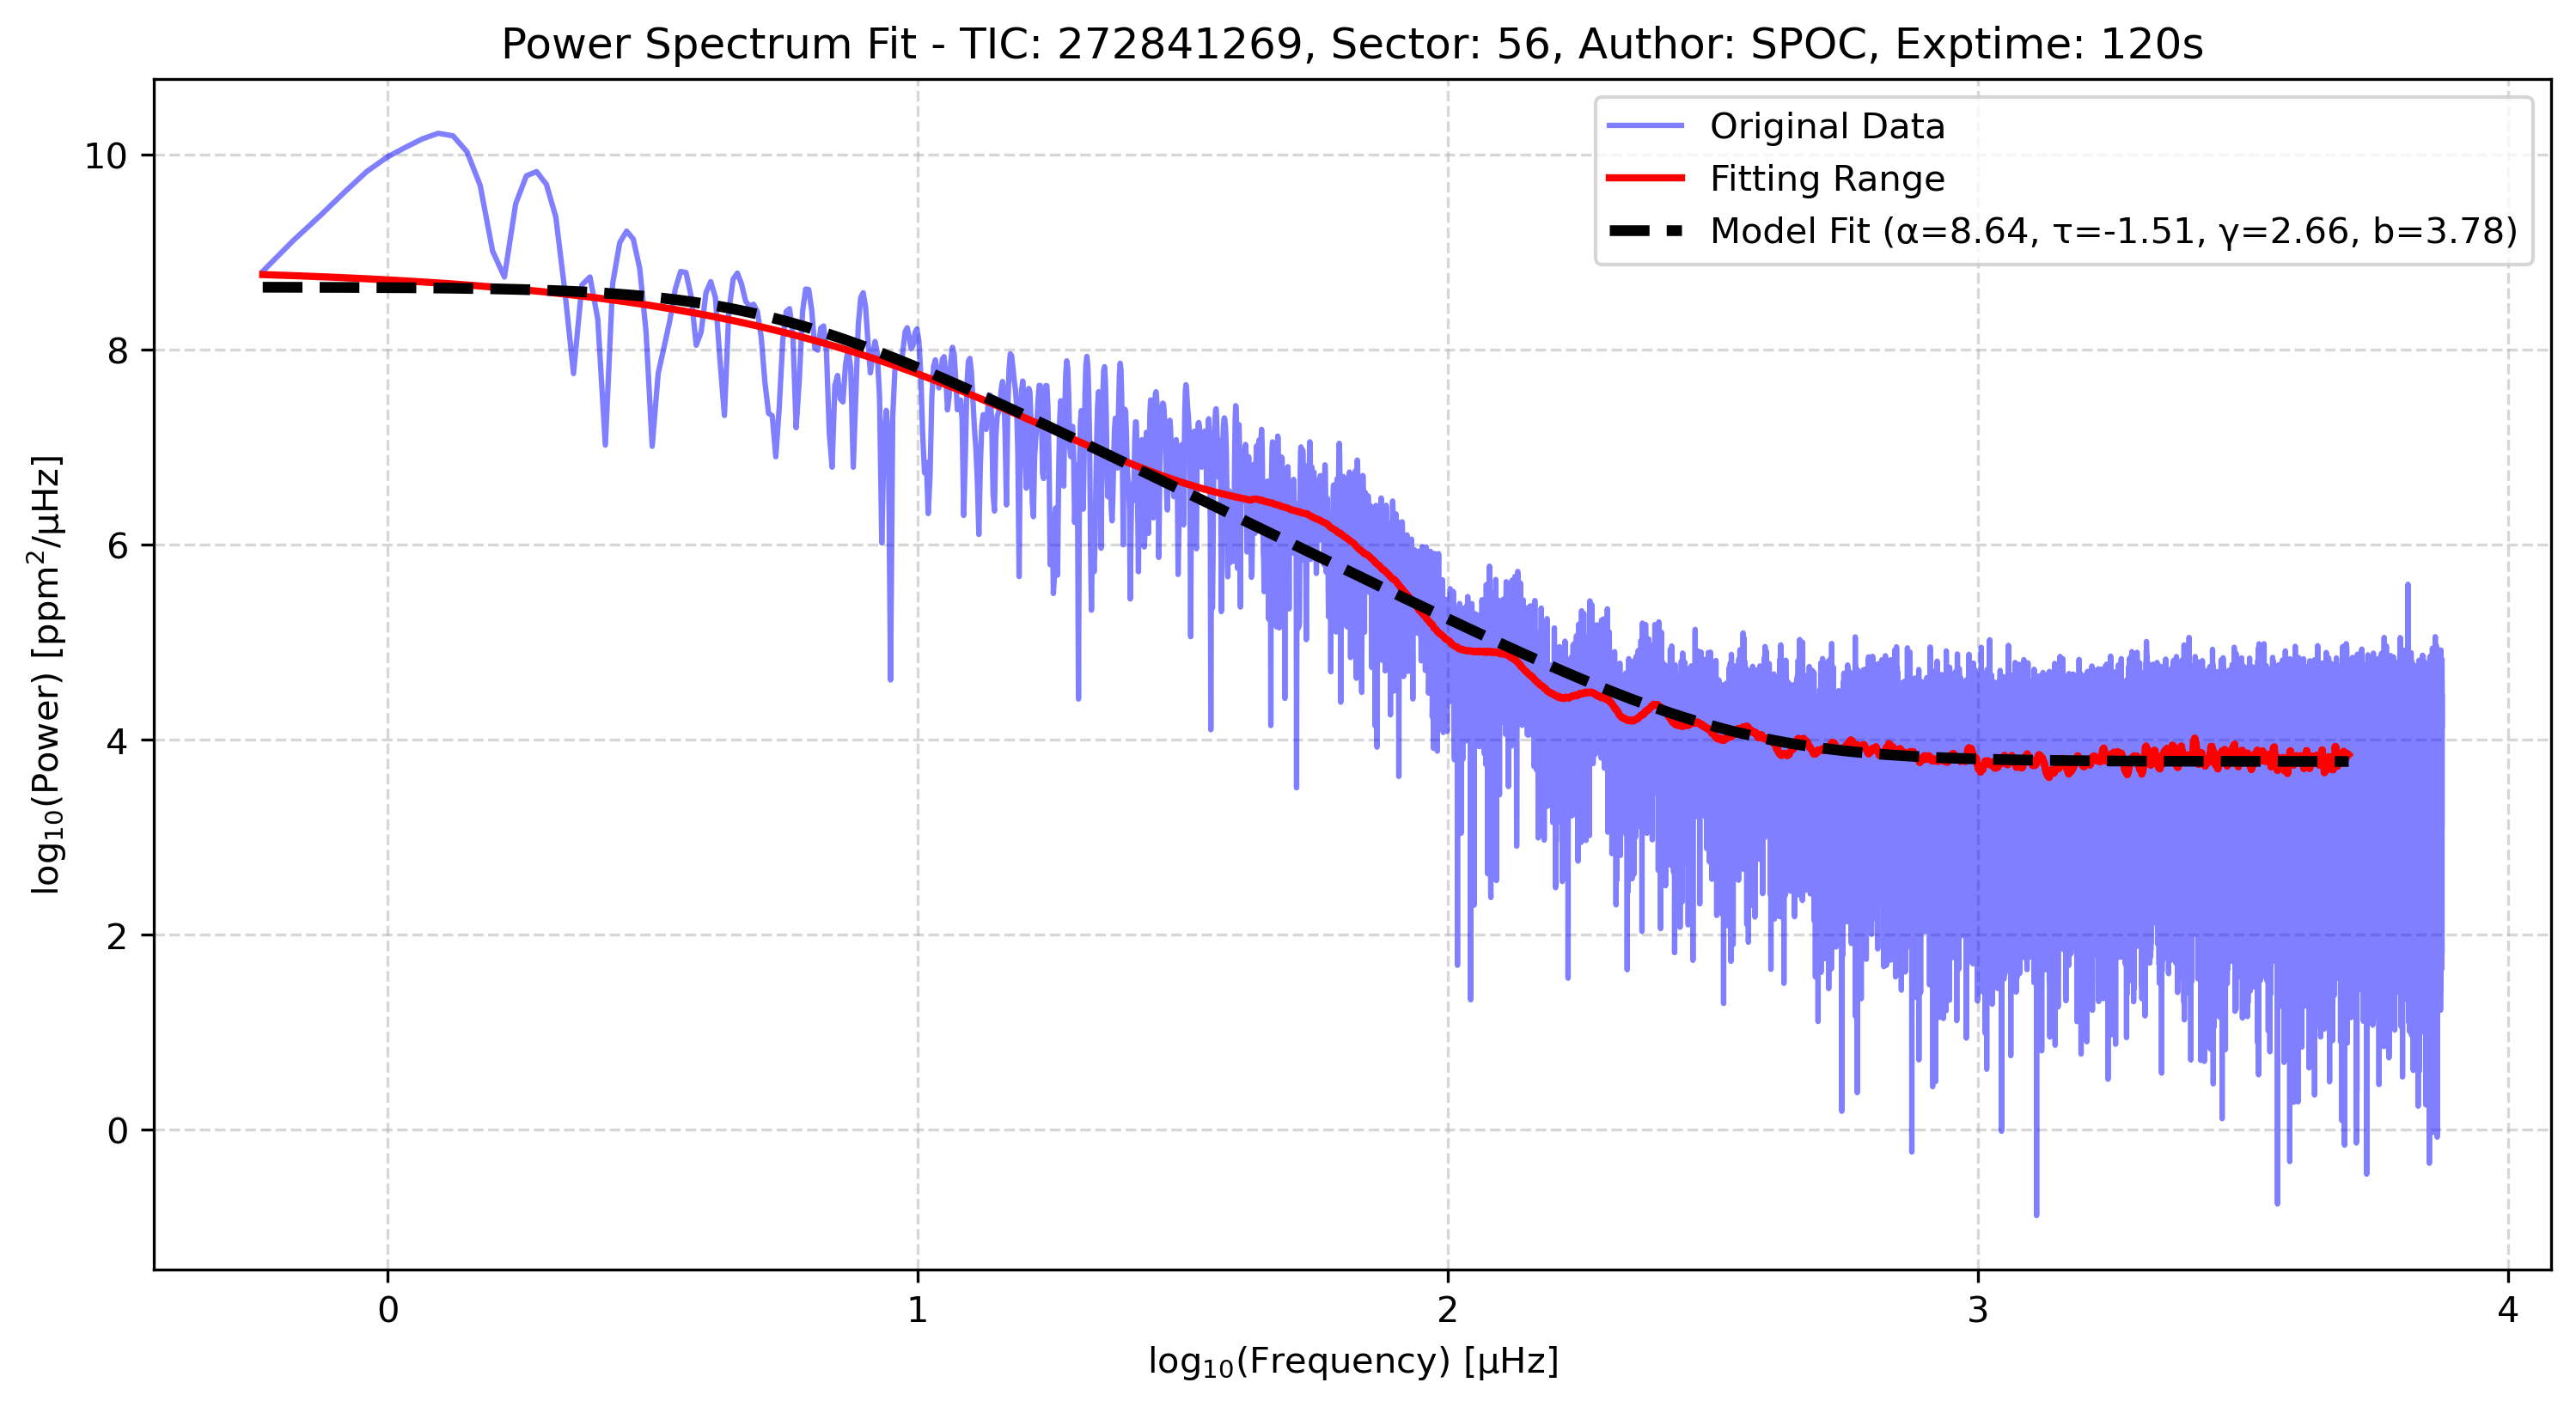 Power Spectrum Fit - TIC: 272841269, Sector: 56, Author: SPOC, Exptime: 120s
Original Data
Fitting Range
Model Fit (α=8.64, τ=-1.51, γ=2.66, b=3.78)
log₁₀(Power) [ppm²/μHz]
10
8
6
4
2
0
0 1 2 3 4
log₁₀(Frequency) [μHz]